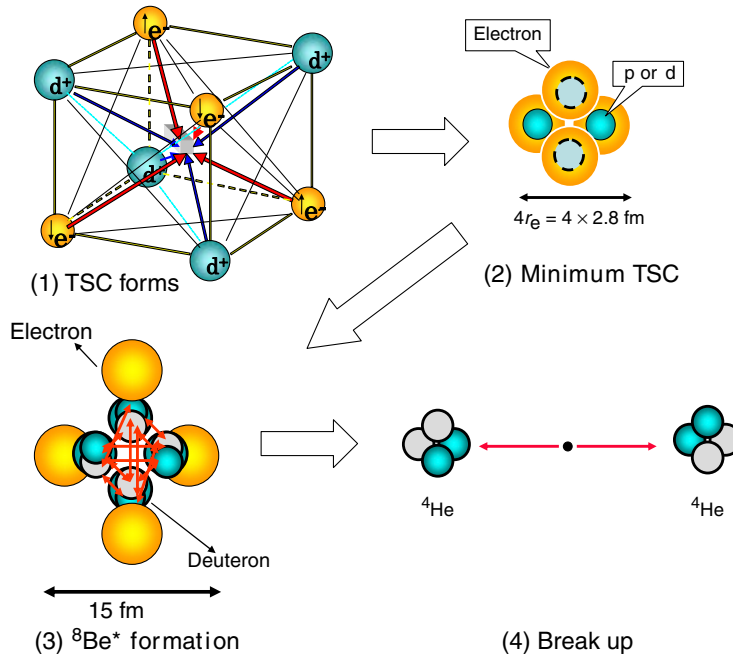 ↑e-
d+
d+
↓e-
d
↓e-
↑e-
d+
(1) TSC forms
Electron
p or d
4re = 4 × 2.8 fm
(2) Minimum TSC
Electron
Deuteron
15 fm
(3) ⁸Be* formation
⁴He
⁴He
(4) Break up